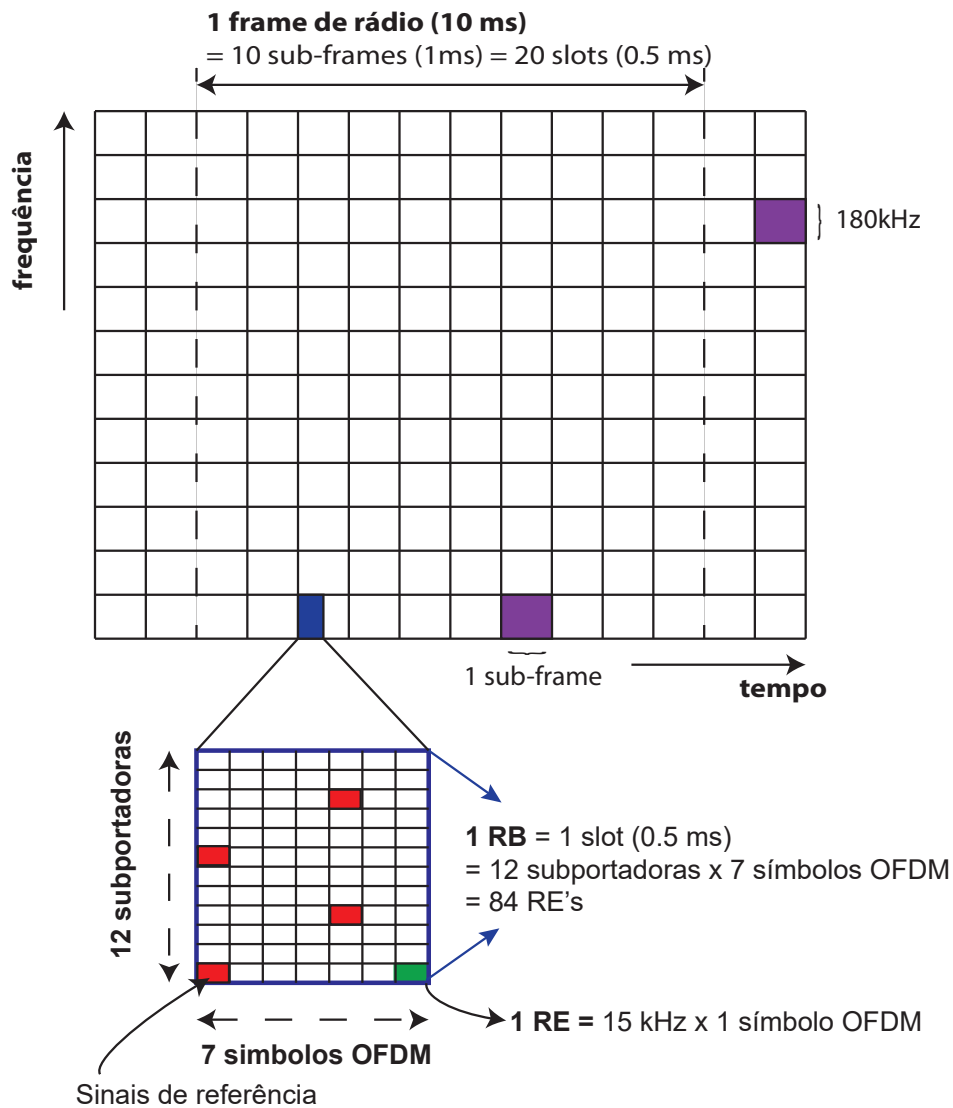 1 frame de rádio (10 ms)
= 10 sub-frames (1ms) = 20 slots (0.5 ms)
frequência
180kHz
1 sub-frame
tempo
12 subportadoras
1 RB = 1 slot (0.5 ms)
= 12 subportadoras x 7 símbolos OFDM
= 84 RE's
1 RE = 15 kHz x 1 símbolo OFDM
7 simbolos OFDM
Sinais de referência